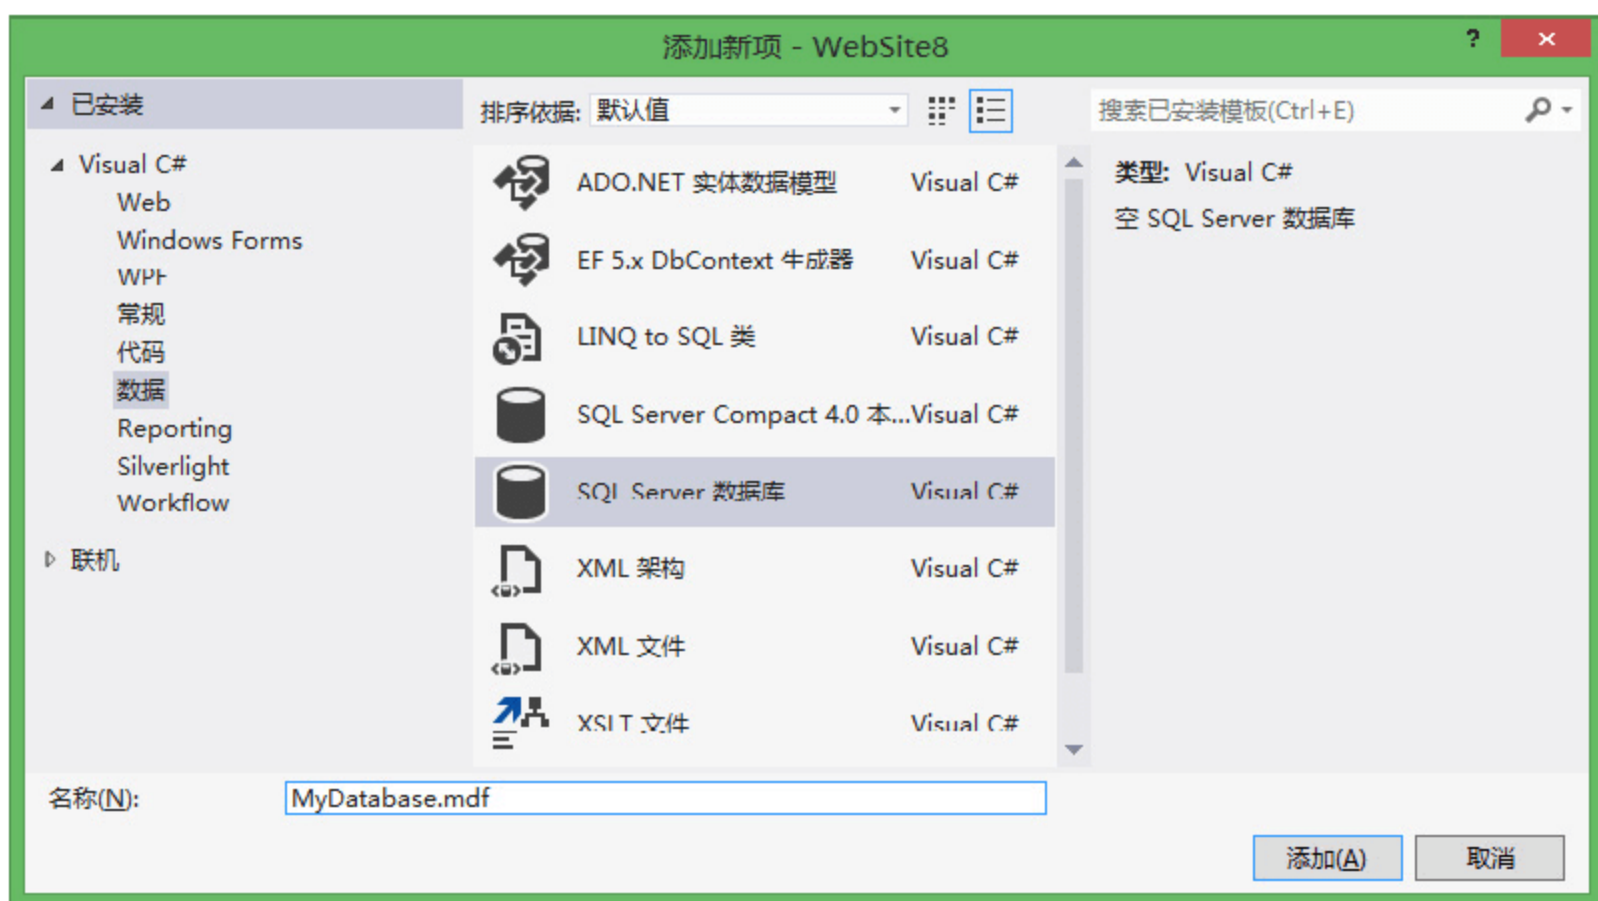 添加新项 - WebSite8
?
已安装
排序依据: 默认值
搜索已安装模板(Ctrl+E)
Visual C#
Web
Windows Forms
WPF
常规
代码
数据
Reporting
Silverlight
Workflow
联机
ADO.NET 实体数据模型 Visual C#
EF 5.x DbContext 生成器 Visual C#
LINQ to SQL 类 Visual C#
SQL Server Compact 4.0 本...Visual C#
SQL Server 数据库 Visual C#
XML 架构 Visual C#
XML 文件 Visual C#
XSLT 文件 Visual C#
类型: Visual C#
空 SQL Server 数据库
名称(N): MyDatabase.mdf
添加(A) 取消